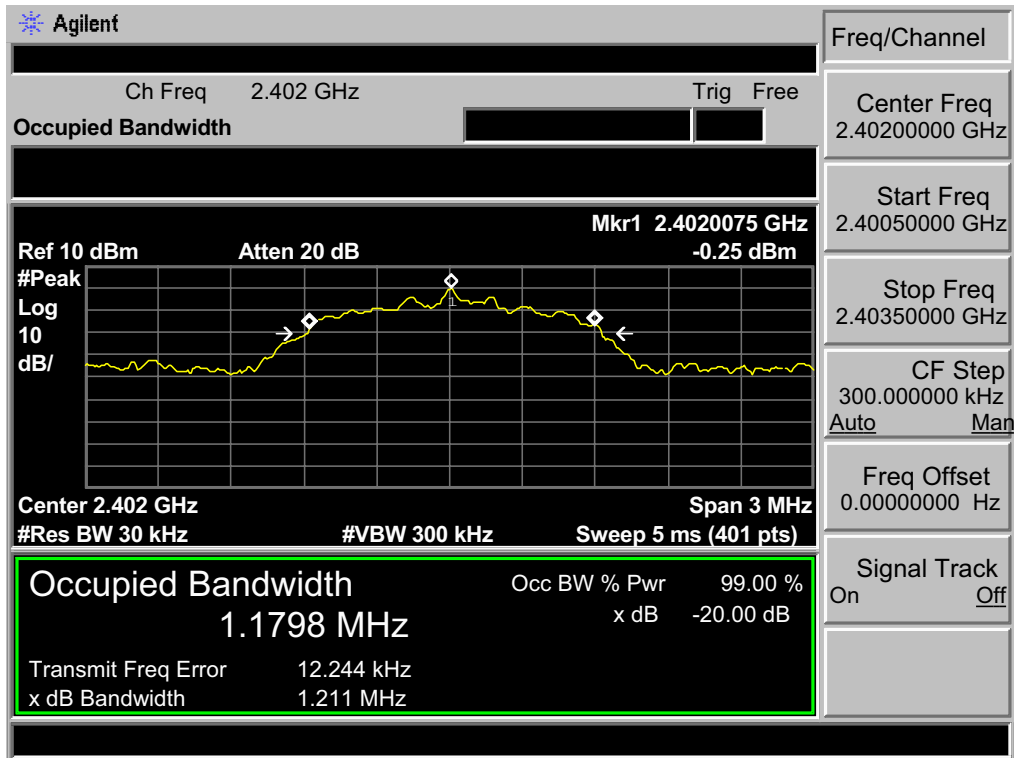 Agilent
Freq/Channel
Ch Freq 2.402 GHz Trig Free
Occupied Bandwidth
Center Freq
2.40200000 GHz
Start Freq
2.40050000 GHz
Stop Freq
2.40350000 GHz
CF Step
300.000000 kHz
Auto Man
Freq Offset
0.00000000 Hz
Signal Track
On Off
Mkr1 2.4020075 GHz
Ref 10 dBm Atten 20 dB -0.25 dBm
#Peak
Log
10
dB/
1
Center 2.402 GHz Span 3 MHz
#Res BW 30 kHz #VBW 300 kHz Sweep 5 ms (401 pts)
Occupied Bandwidth Occ BW % Pwr 99.00 %
1.1798 MHz x dB -20.00 dB
Transmit Freq Error 12.244 kHz
x dB Bandwidth 1.211 MHz